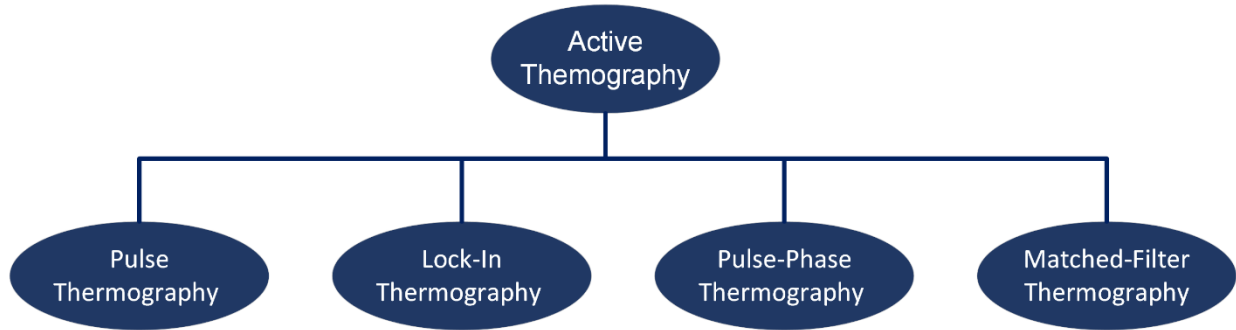 Active
Themography
Pulse
Thermography
Lock-In
Thermography
Pulse-Phase
Thermography
Matched-Filter
Thermography